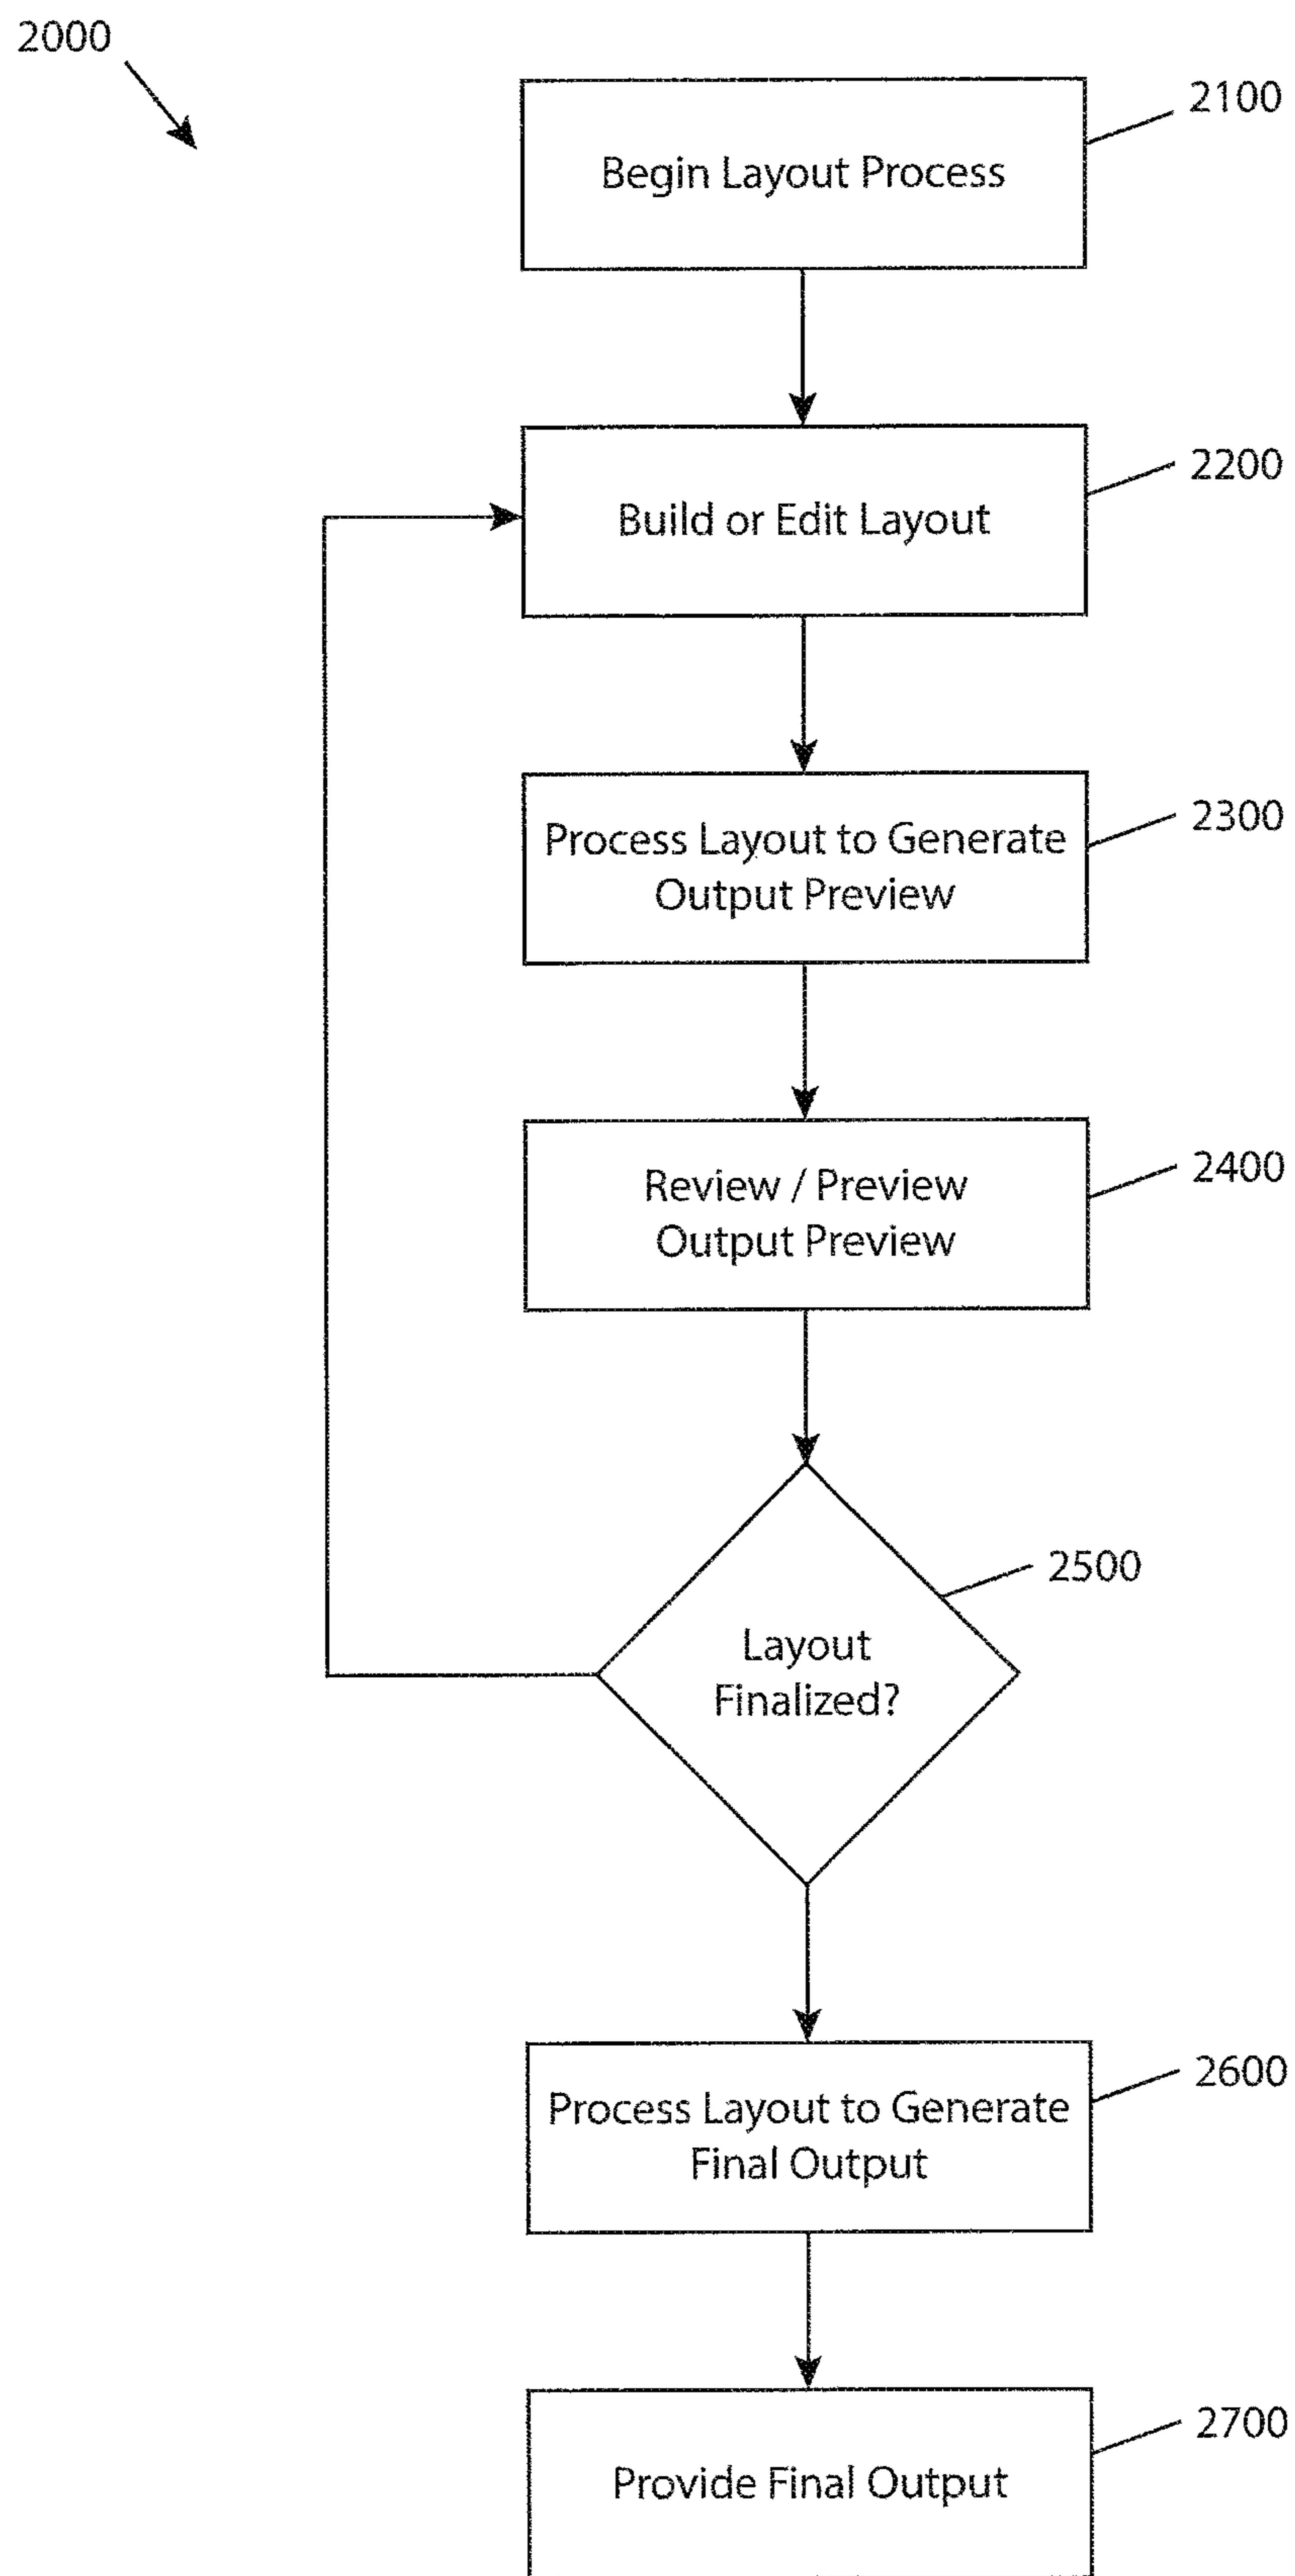 2000
2100
Begin Layout Process
2200
Build or Edit Layout
2300
Process Layout to Generate
Output Preview
2400
Review / Preview
Output Preview
2500
Layout
Finalized?
2600
Process Layout to Generate
Final Output
2700
Provide Final Output